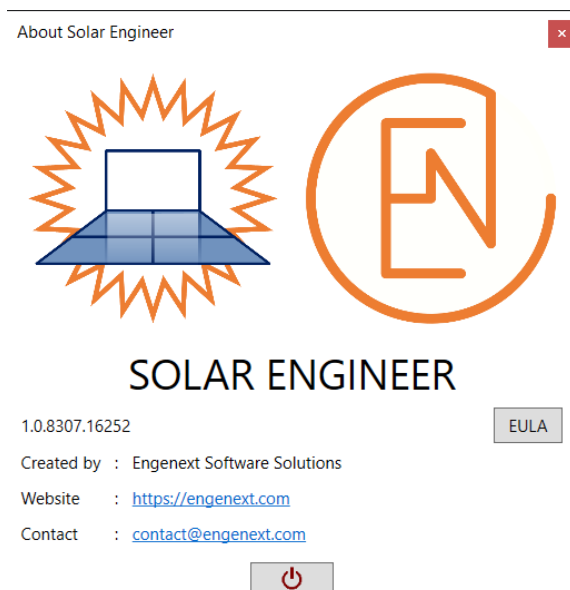 About Solar Engineer
EN
SOLAR ENGINEER
1.0.8307.16252
EULA
Created by : Engenext Software Solutions
Website : https://engenext.com
Contact : contact@engenext.com